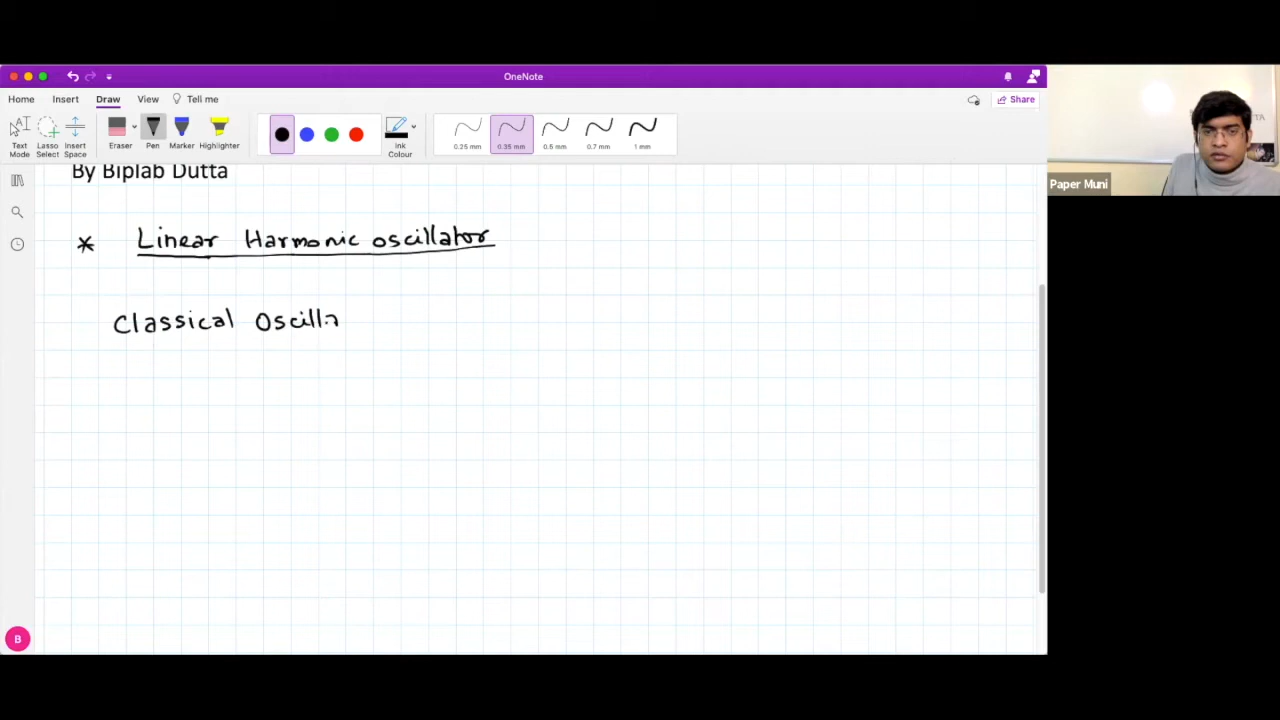 OneNote
Home Insert Draw View Tell me
Share
Text Mode
Lasso Select
Insert Space
Eraser
Pen
Marker
Highlighter
Ink Colour
0.25 mm
0.35 mm
0.5 mm
0.7 mm
1 mm
Paper Muni
By Biplab Dutta
* Linear Harmonic oscillator
Classical Oscilla
B